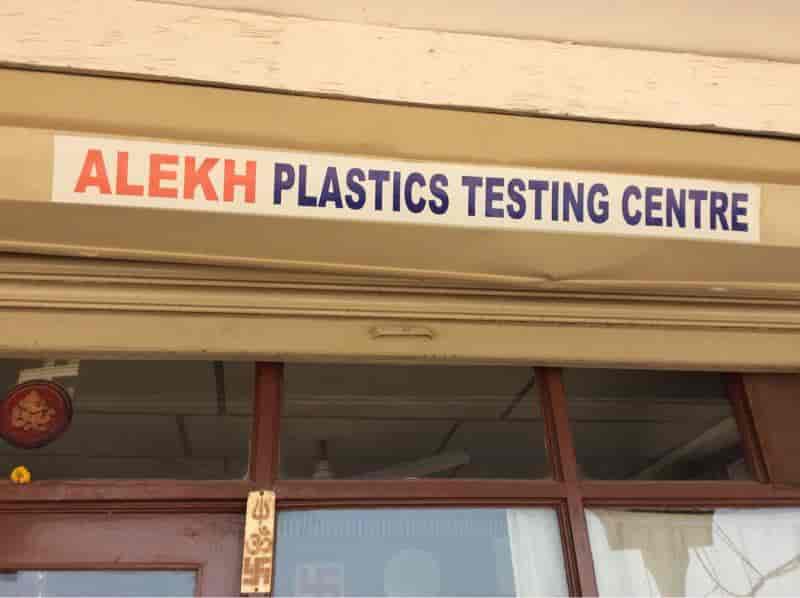 ALEKH PLASTICS TESTING CENTRE
ॐ